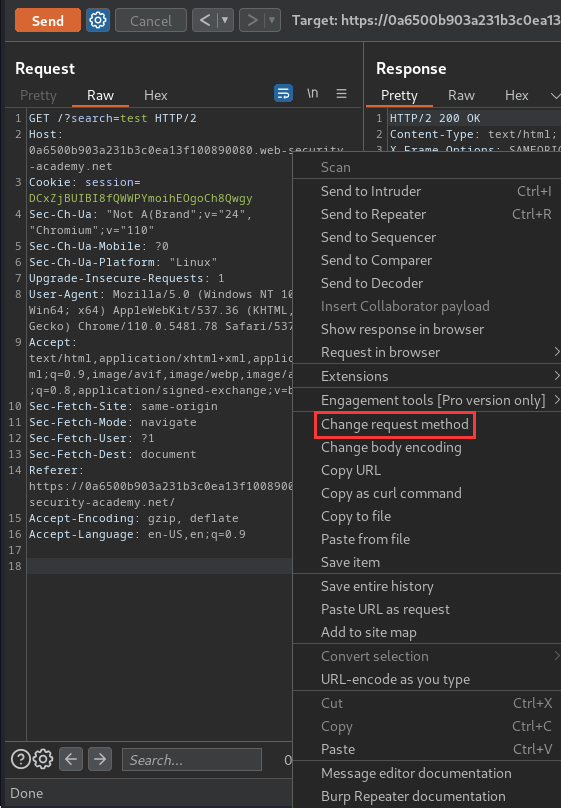 Send Cancel < > Target: https://0a6500b903a231b3c0ea13
Request
Pretty Raw Hex \n
1 GET /?search=test HTTP/2
2 Host:
0a6500b903a231b3c0ea13f100890080.web-security
-academy.net
3 Cookie: session=
DCxZjBUIBI8fQWWPYmoihEOgoCh8Qwgy
4 Sec-Ch-Ua: "Not A(Brand";v="24",
"Chromium";v="110"
5 Sec-Ch-Ua-Mobile: ?0
6 Sec-Ch-Ua-Platform: "Linux"
7 Upgrade-Insecure-Requests: 1
8 User-Agent: Mozilla/5.0 (Windows NT 10
Win64; x64) AppleWebKit/537.36 (KHTML,
Gecko) Chrome/110.0.5481.78 Safari/537
9 Accept:
text/html,application/xhtml+xml,applic
ml;q=0.9,image/avif,image/webp,image/a
;q=0.8,application/signed-exchange;v=b
10 Sec-Fetch-Site: same-origin
11 Sec-Fetch-Mode: navigate
12 Sec-Fetch-User: ?1
13 Sec-Fetch-Dest: document
14 Referer:
https://0a6500b903a231b3c0ea13f1008900
security-academy.net/
15 Accept-Encoding: gzip, deflate
16 Accept-Language: en-US,en;q=0.9
17
18
Response
Pretty Raw Hex
1 HTTP/2 200 OK
2 Content-Type: text/html;
3 X-Frame-Options: SAMEORIG
Scan
Send to Intruder Ctrl+I
Send to Repeater Ctrl+R
Send to Sequencer
Send to Comparer
Send to Decoder
Insert Collaborator payload
Show response in browser
Request in browser >
Extensions >
Engagement tools [Pro version only] >
Change request method
Change body encoding
Copy URL
Copy as curl command
Copy to file
Paste from file
Save item
Save entire history
Paste URL as request
Add to site map
Convert selection >
URL-encode as you type
Cut Ctrl+X
Copy Ctrl+C
Paste Ctrl+V
Message editor documentation
Burp Repeater documentation
? Search... 0
Done